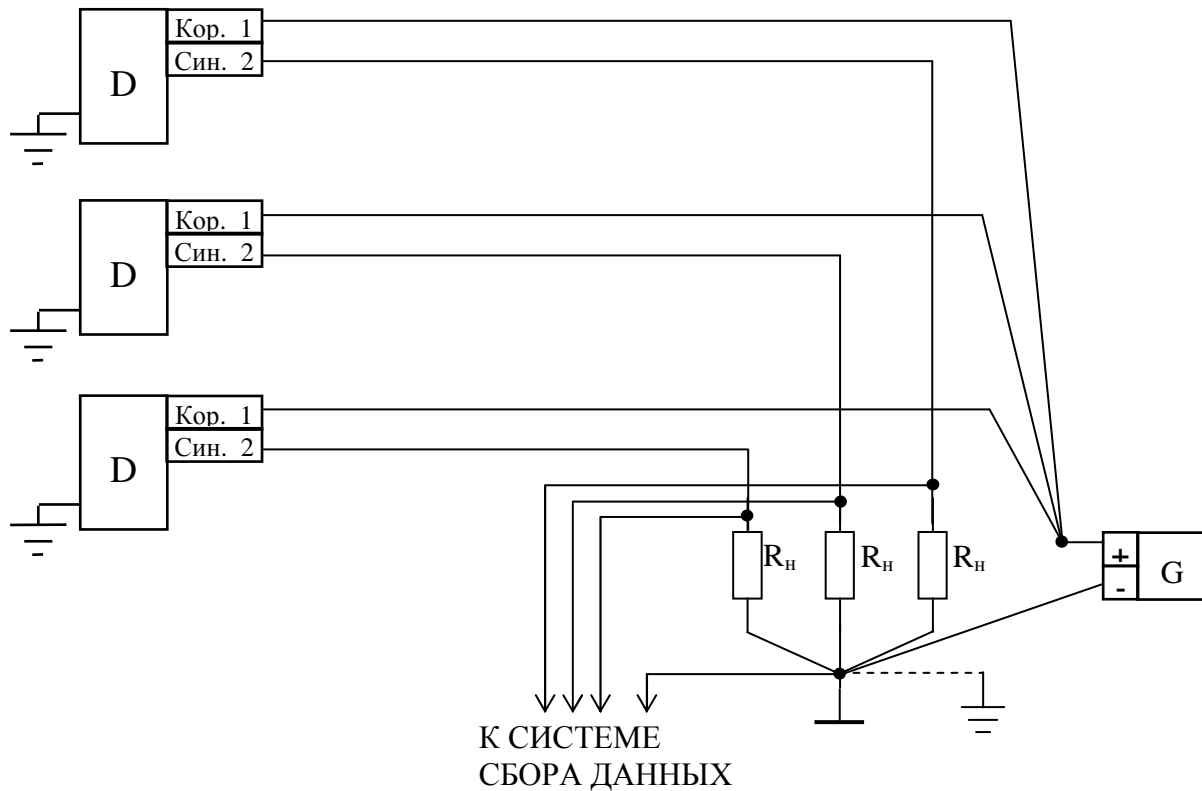 Кор. 1
Син. 2
D
Кор. 1
Син. 2
D
Кор. 1
Син. 2
D
Rн
Rн
Rн
+
-
G
К СИСТЕМЕ
СБОРА ДАННЫХ